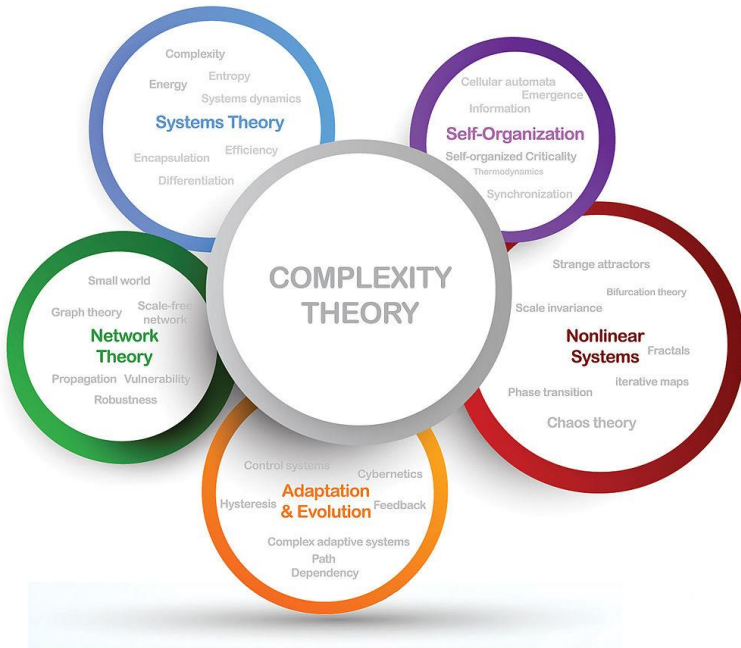 Complexity
Energy
Entropy
Systems dynamics
Systems Theory
Encapsulation
Efficiency
Differentiation
Cellular automata
Emergence
Information
Self-Organization
Self-organized Criticality
Thermodynamics
Synchronization
COMPLEXITY
THEORY
Small world
Graph theory
Scale-free
network
Network
Theory
Propagation
Vulnerability
Robustness
Strange attractors
Bifurcation theory
Scale invariance
Nonlinear
Systems
Fractals
iterative maps
Phase transition
Chaos theory
Control systems
Cybernetics
Adaptation
& Evolution
Hysteresis
Feedback
Complex adaptive systems
Path
Dependency